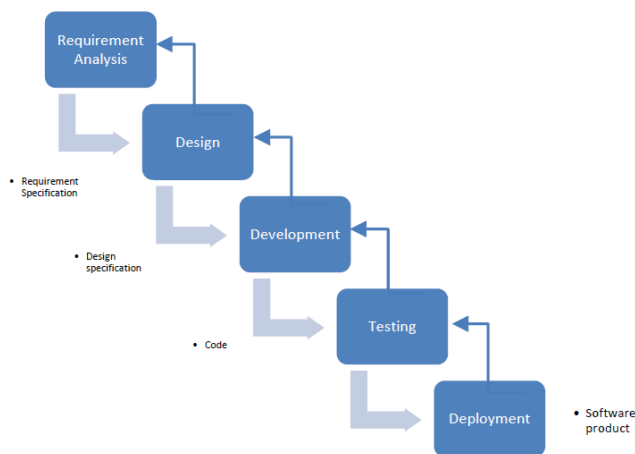 Requirement
Analysis
Design
• Requirement
Specification
Development
• Design
specification
Testing
• Code
Deployment
• Software
product